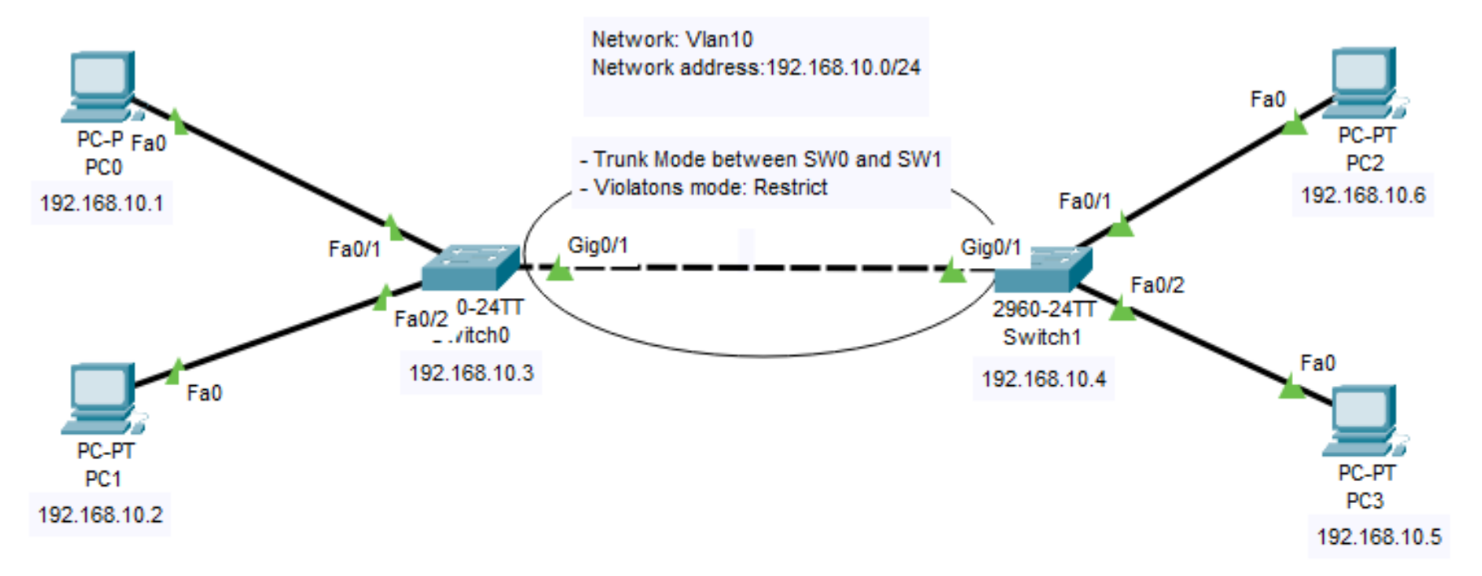 Network: Vlan10
Network address:192.168.10.0/24
- Trunk Mode between SW0 and SW1
- Violatons mode: Restrict
PC-P
Fa0
PC0
192.168.10.1
Fa0/1
Fa0/2
0-24TT
itch0
192.168.10.3
Gig0/1
Fa0
PC-PT
PC1
192.168.10.2
Gig0/1
2960-24TT
Switch1
192.168.10.4
Fa0/1
Fa0/2
Fa0
PC-PT
PC2
192.168.10.6
Fa0
PC-PT
PC3
192.168.10.5